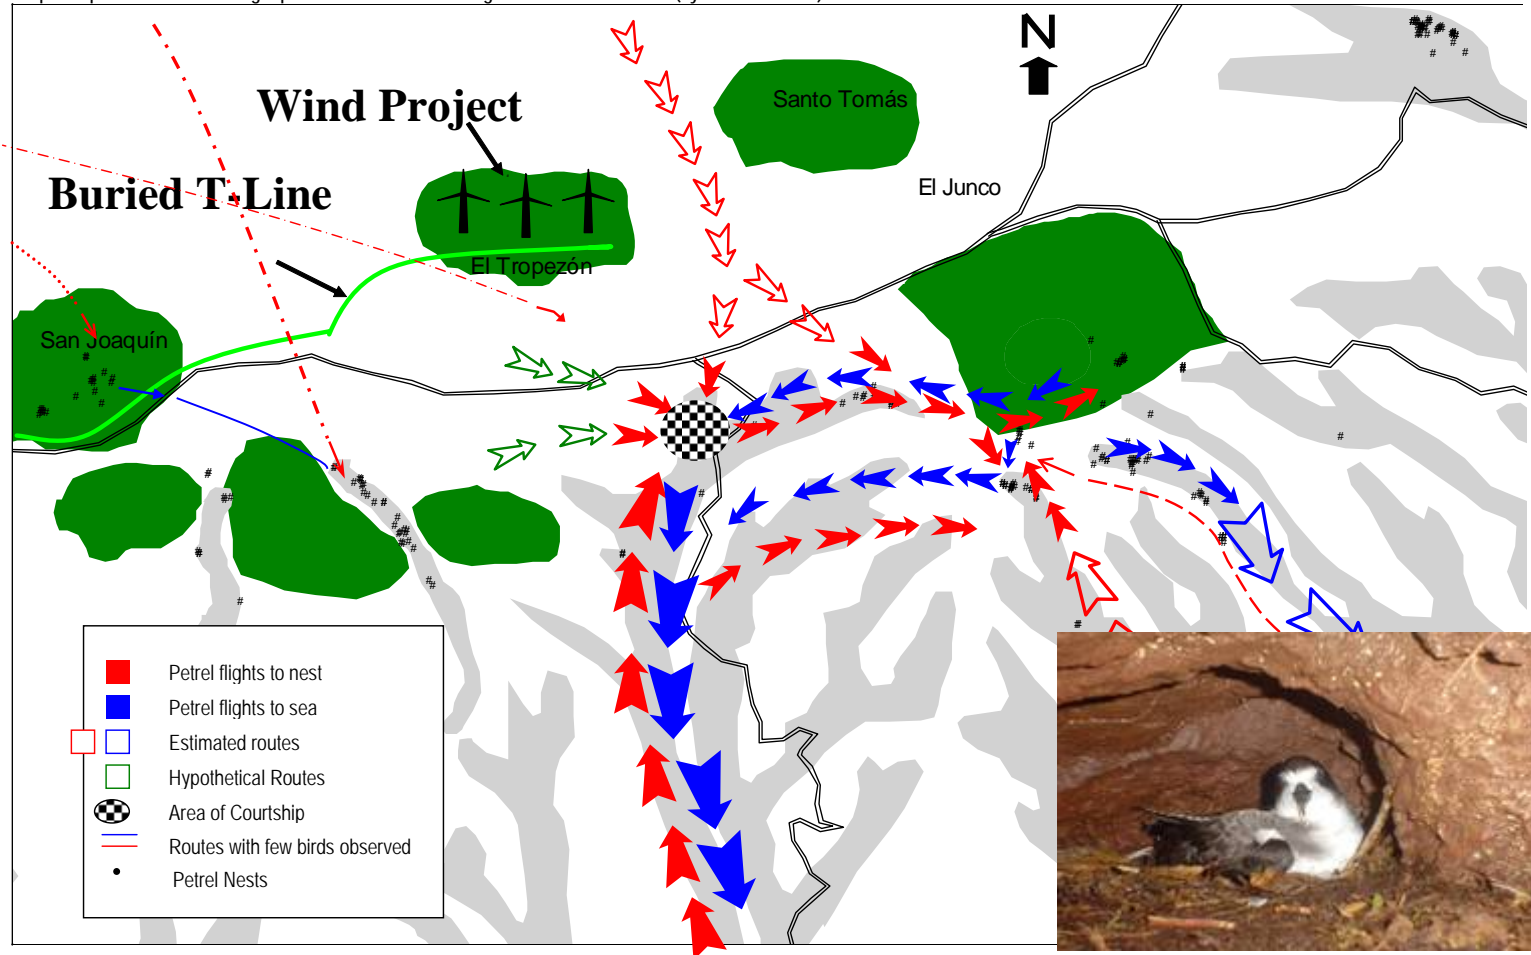 N
Santo Tomás
Wind Project
El Junco
Buried T-Line
El Tropezón
San Joaquín
Petrel flights to nest
Petrel flights to sea
Estimated routes
Hypothetical Routes
Area of Courtship
Routes with few birds observed
Petrel Nests